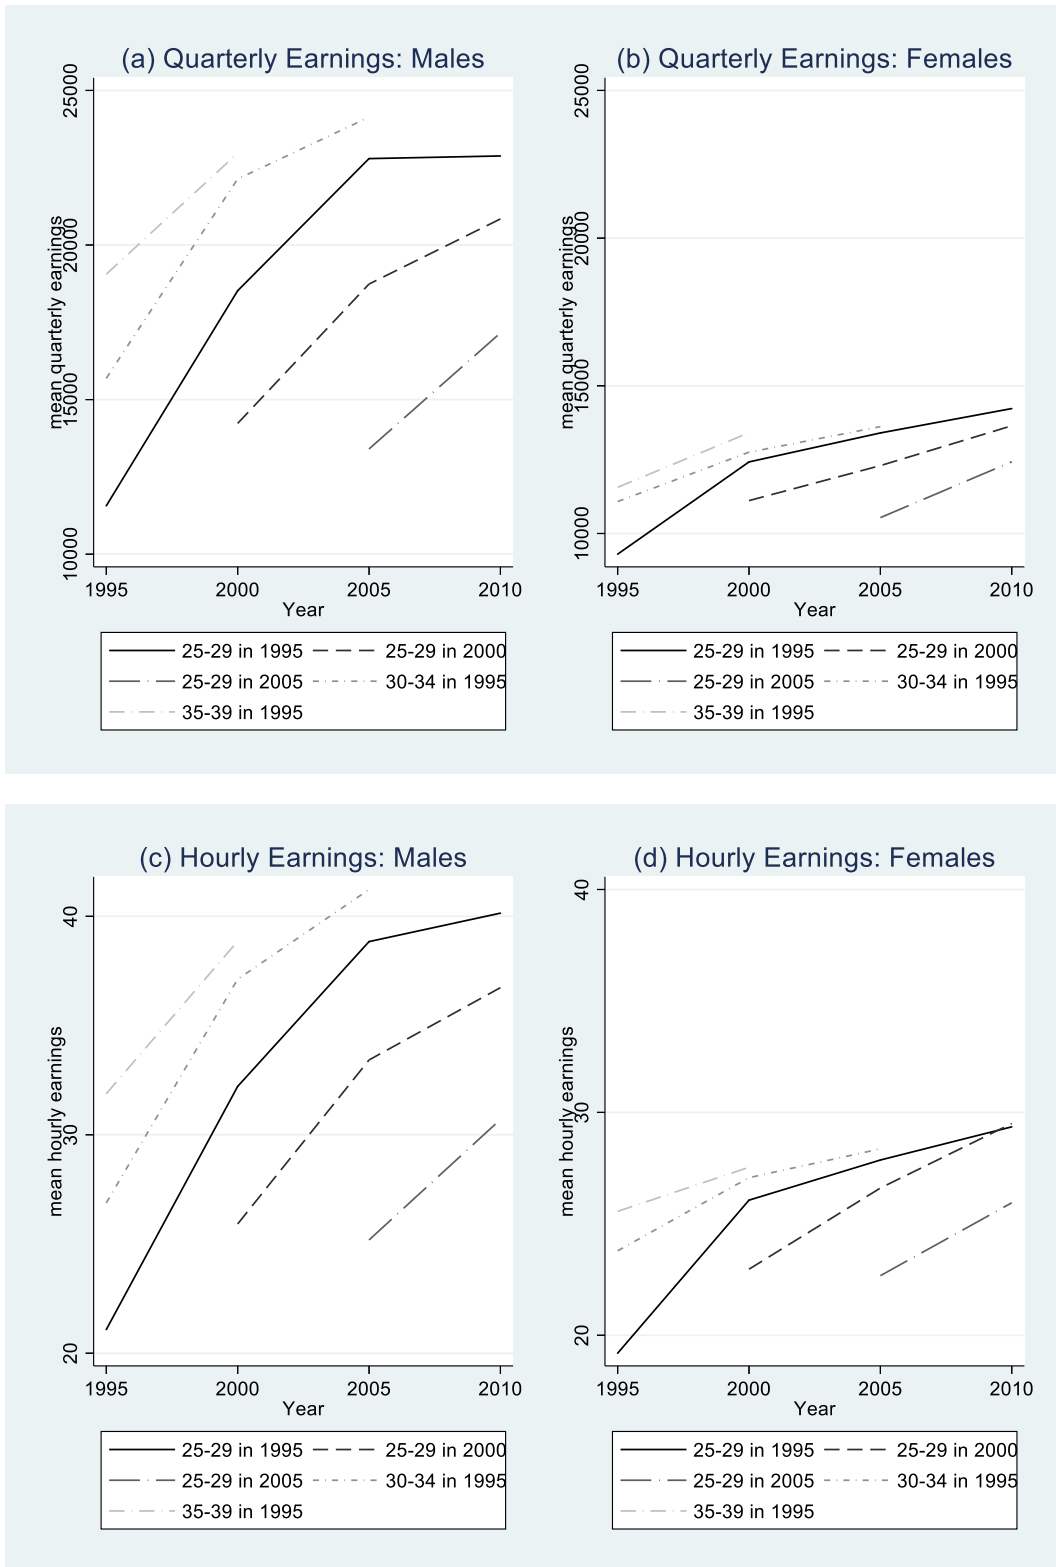 (a) Quarterly Earnings: Males
mean quarterly earnings
25000
20000
15000
10000
1995 2000 2005 2010
Year
25-29 in 1995 25-29 in 2000
25-29 in 2005 30-34 in 1995
35-39 in 1995
(b) Quarterly Earnings: Females
mean quarterly earnings
25000
20000
15000
10000
1995 2000 2005 2010
Year
25-29 in 1995 25-29 in 2000
25-29 in 2005 30-34 in 1995
35-39 in 1995
(c) Hourly Earnings: Males
mean hourly earnings
40
30
20
1995 2000 2005 2010
Year
25-29 in 1995 25-29 in 2000
25-29 in 2005 30-34 in 1995
35-39 in 1995
(d) Hourly Earnings: Females
mean hourly earnings
40
30
20
1995 2000 2005 2010
Year
25-29 in 1995 25-29 in 2000
25-29 in 2005 30-34 in 1995
35-39 in 1995